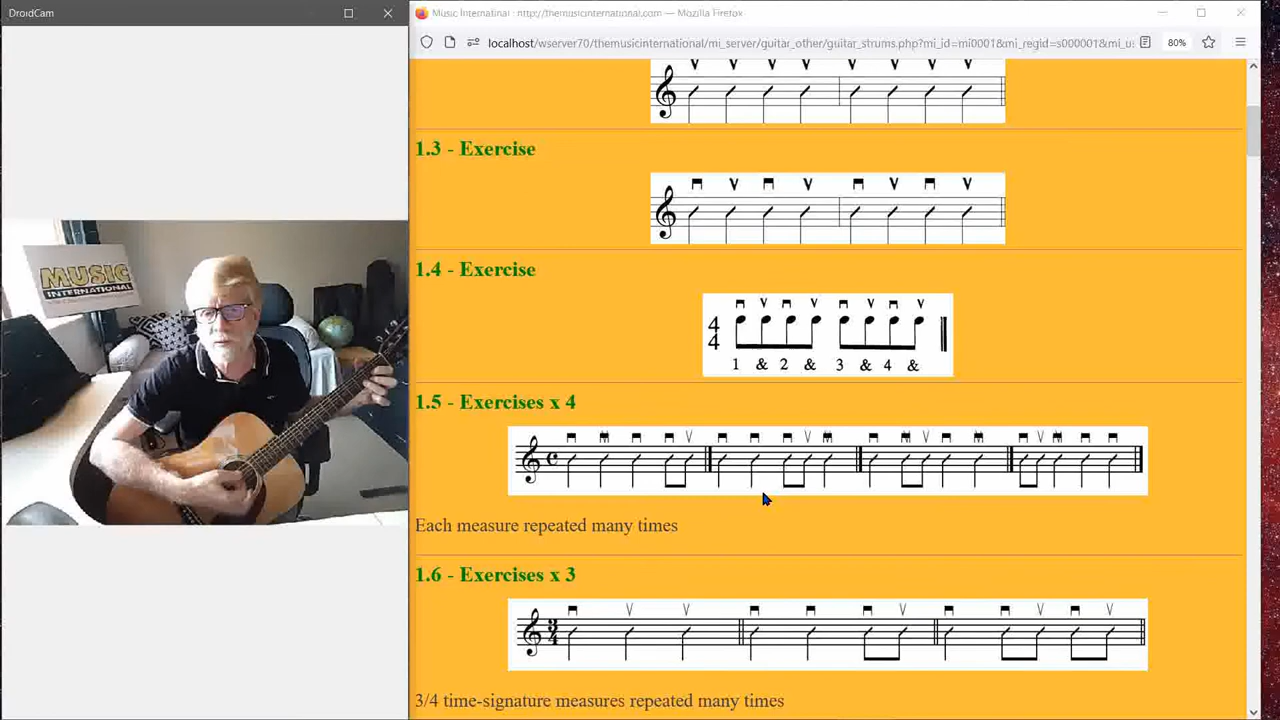 DroidCam
Music Internatinal : http://themusicinternational.com — Mozilla Firefox
localhost/wserver70/themusicinternational/mi_server/guitar_other/guitar_strums.php?mi_id=mi0001&mi_regid=s000001&mi_u:
80%
1.3 - Exercise
1.4 - Exercise
4
4
1 & 2 & 3 & 4 &
1.5 - Exercises x 4
Each measure repeated many times
1.6 - Exercises x 3
3
4
3/4 time-signature measures repeated many times
MUSIC
INTERNATIONAL